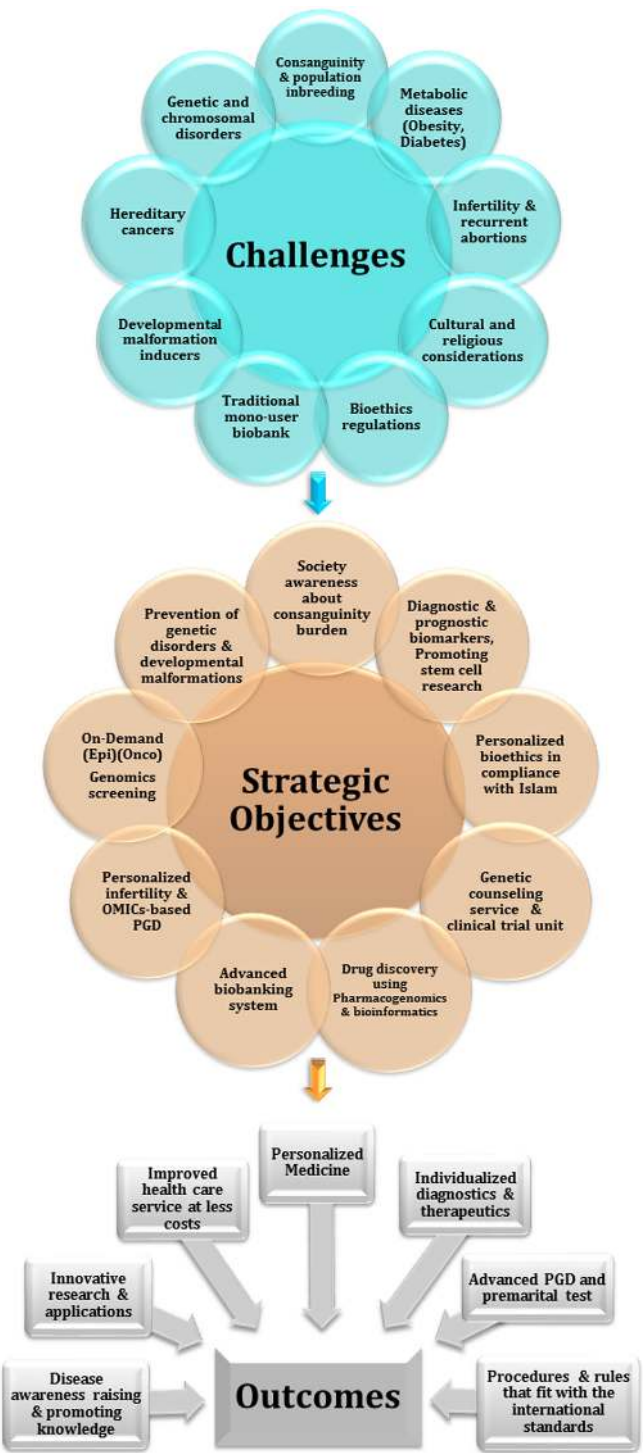 Consanguinity
& population
inbreeding
Genetic and
chromosomal
disorders
Metabolic
diseases
(Obesity,
Diabetes)
Hereditary
cancers
Infertility &
recurrent
abortions
Challenges
Developmental
malformation
inducers
Cultural and
religious
considerations
Traditional
mono-user
biobank
Bioethics
regulations
Society
awareness
about
consanguinity
burden
Prevention of
genetic
disorders &
developmental
malformations
Diagnostic &
prognostic
biomarkers,
Promoting
stem cell
research
On-Demand
(Epi)(Onco)
Genomics
screening
Personalized
bioethics in
compliance
with Islam
Strategic
Objectives
Personalized
infertility &
OMICs-based
PGD
Genetic
counseling
service &
clinical trial
unit
Advanced
biobanking
system
Drug discovery
using
Pharmacogenomics
& bioinformatics
Personalized
Medicine
Improved
health care
service at less
costs
Individualized
diagnostics &
therapeutics
Innovative
research &
applications
Advanced PGD and
premarital test
Disease
awareness raising
& promoting
knowledge
Outcomes
Procedures & rules
that fit with the
international
standards